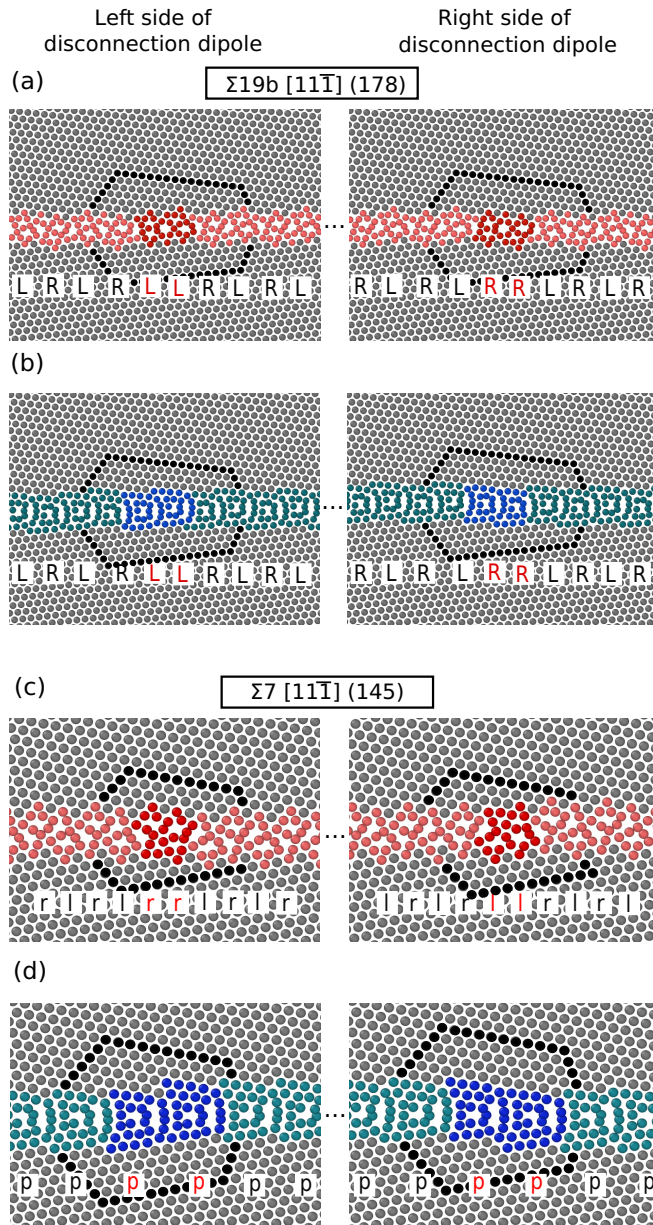 Left side of
disconnection dipole
Right side of
disconnection dipole
(a)
Σ19b [111̅] (178)
...
L R L R L L R L R L
R L R L R R L R L R
(b)
...
L R L R L L R L R L
R L R L R R L R L R
(c)
Σ7 [111̅] (145)
...
r l r l r r l r l r
l r l r l l r l r l
(d)
...
p p p p p p
p p p p p p